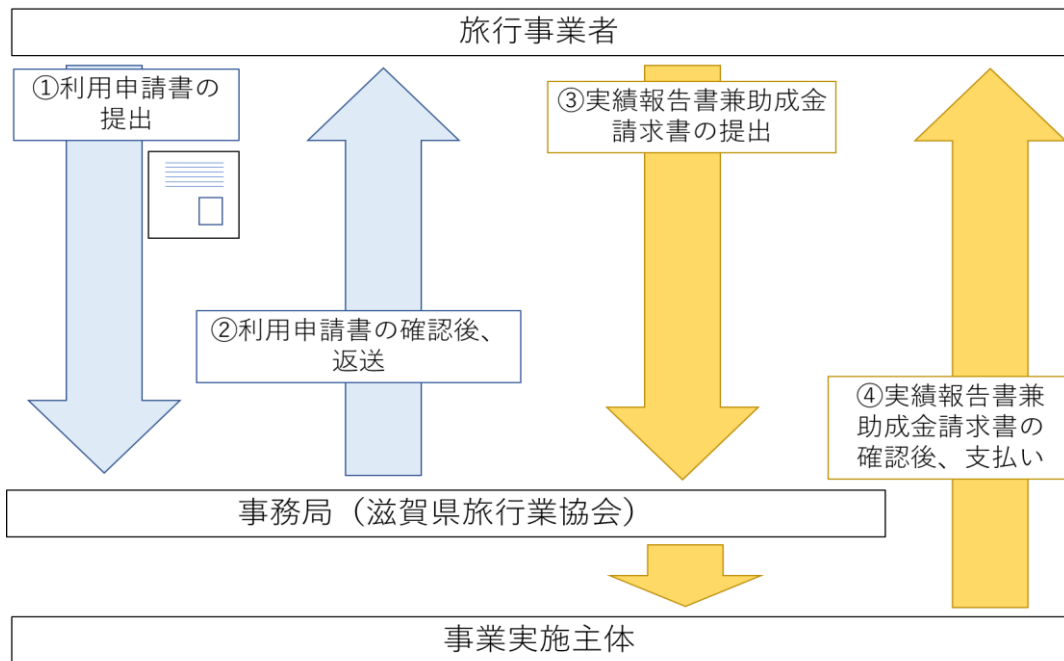 旅行事業者
①利用申請書の
提出
②利用申請書の確認後、
返送
③実績報告書兼助成金
請求書の提出
④実績報告書兼
助成金請求書の
確認後、支払い
事務局（滋賀県旅行業協会）
事業実施主体